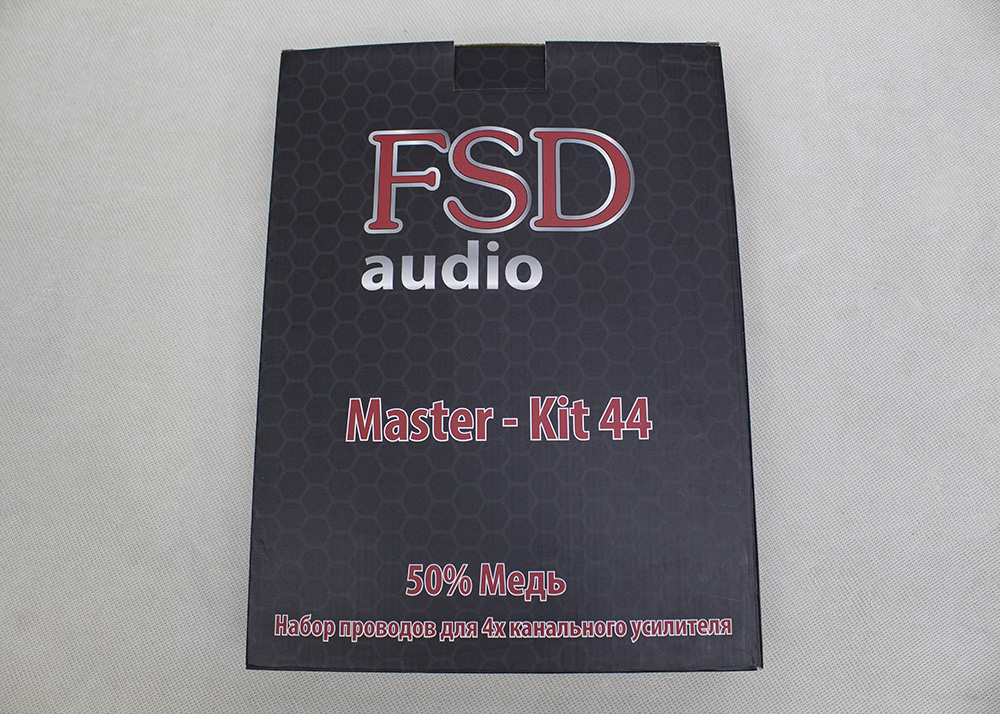 FSD
audio
Master - Kit 44
50% Медь
Набор проводов для 4х канального усилителя